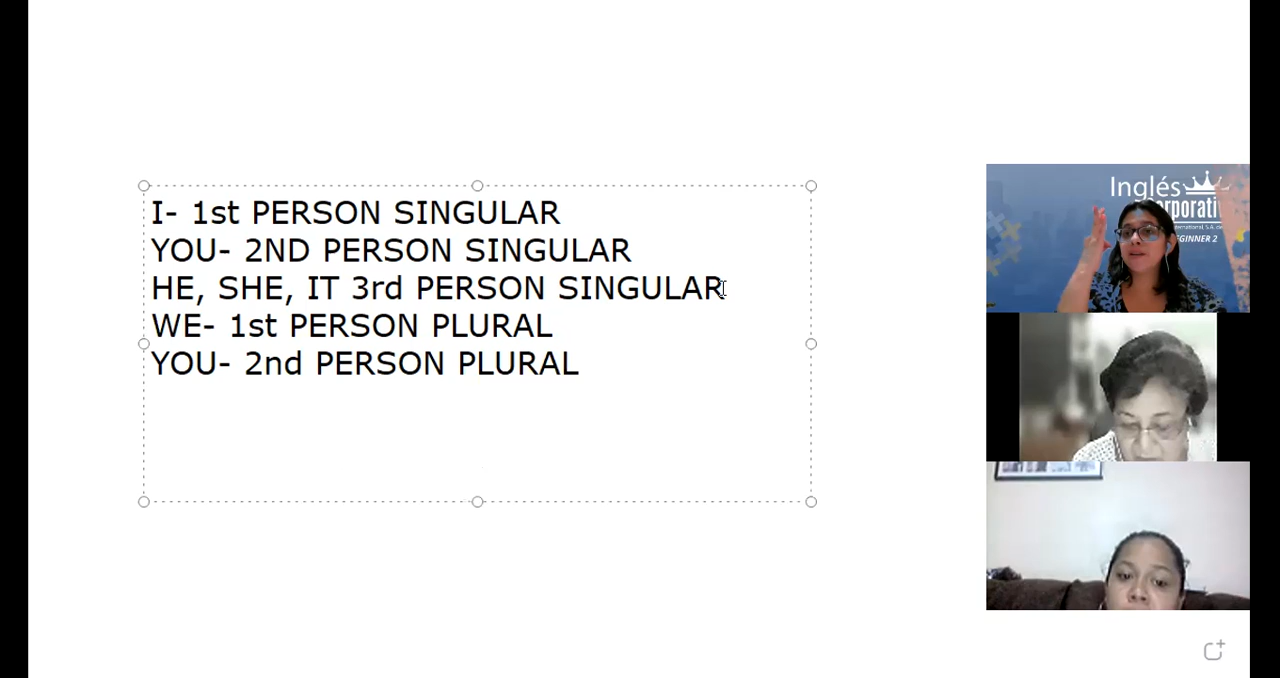 I- 1st PERSON SINGULAR
YOU- 2ND PERSON SINGULAR
HE, SHE, IT 3rd PERSON SINGULAR
WE- 1st PERSON PLURAL
YOU- 2nd PERSON PLURAL
Inglés